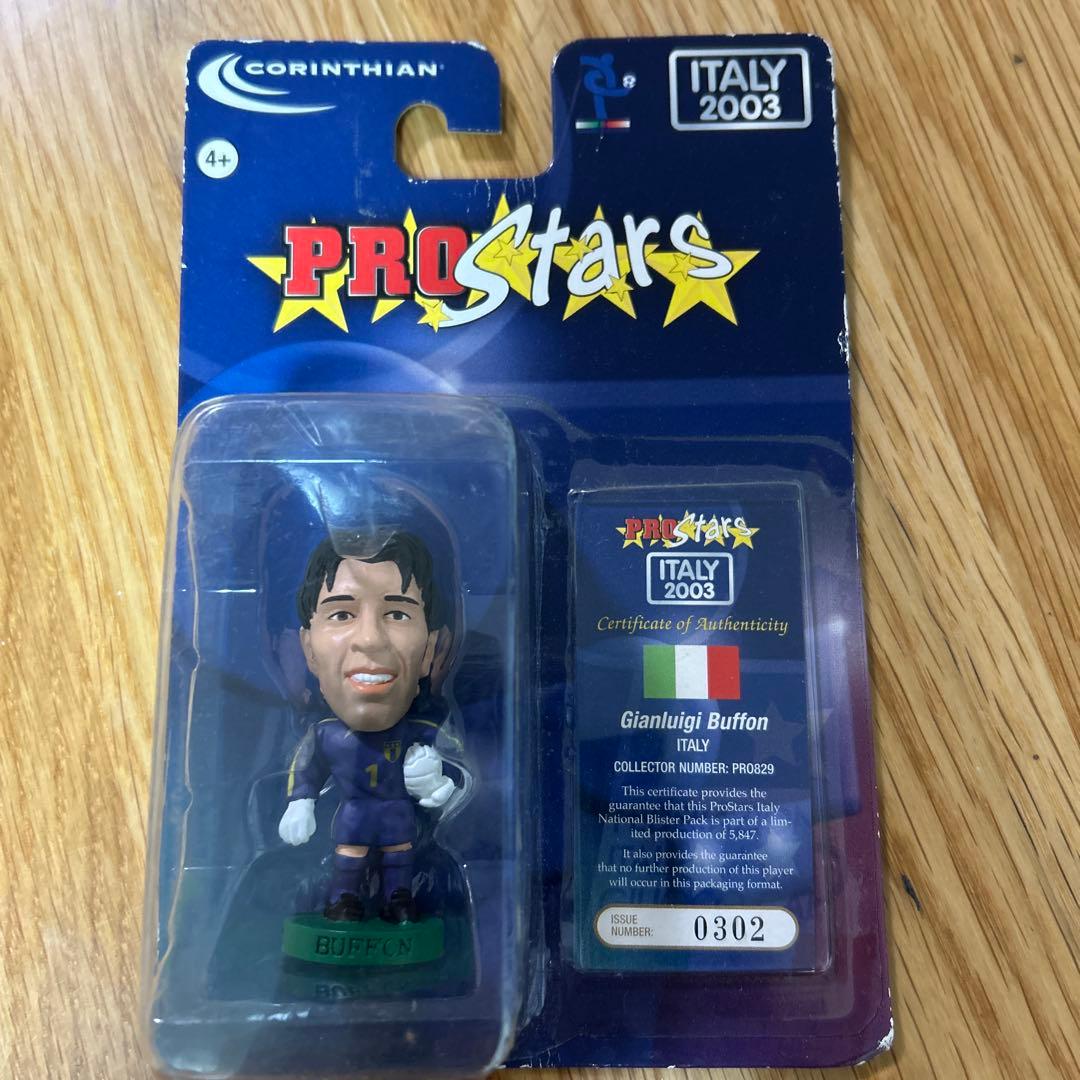 CORINTHIAN
®
ITALY
2003
4+
PROStars
PROStars
ITALY
2003
Certificate of Authenticity
Gianluigi Buffon
ITALY
COLLECTOR NUMBER: PRO829
This certificate provides the
guarantee that this ProStars Italy
National Blister Pack is part of a lim-
ited production of 5,847.
It also provides the guarantee
that no further production of this player
will occur in this packaging format.
ISSUE
NUMBER:
0302
1
BUFFON